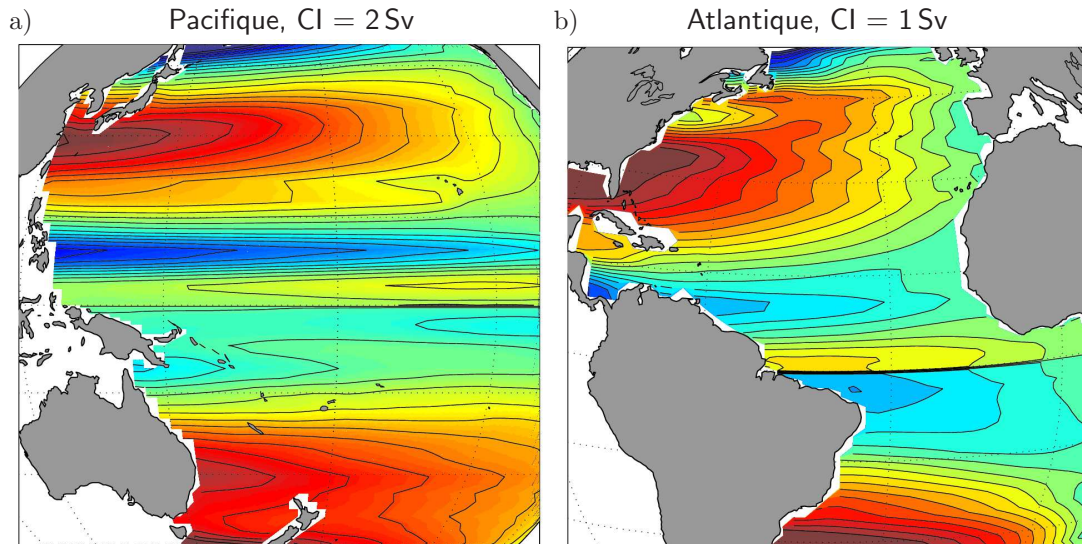 a) Pacifique, CI = 2 Sv
b) Atlantique, CI = 1 Sv